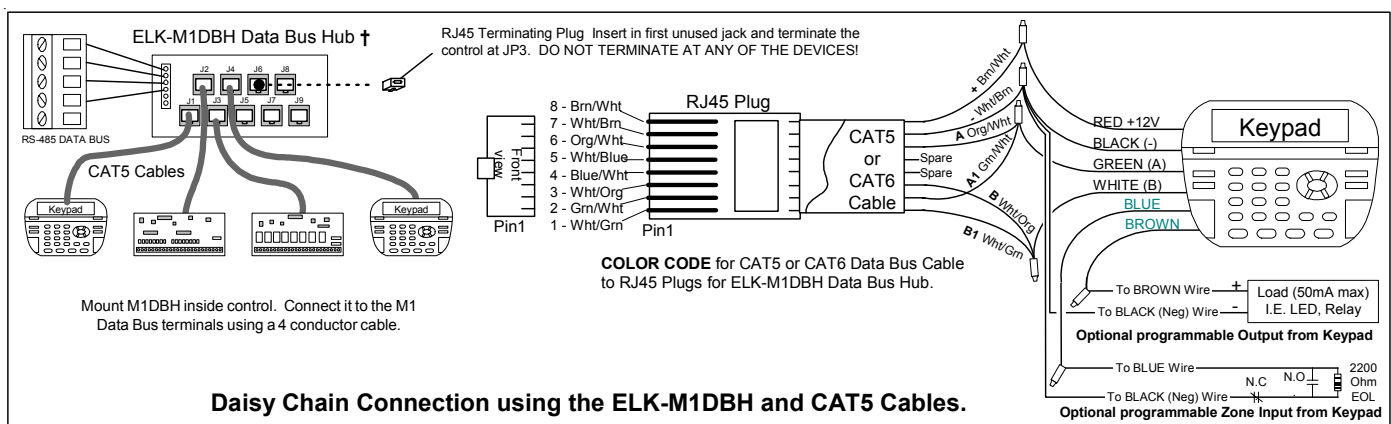 ELK-M1DBH Data Bus Hub †
RJ45 Terminating Plug Insert in first unused jack and terminate the
control at JP3. DO NOT TERMINATE AT ANY OF THE DEVICES!
J2
J4
J6
J8
J1
J3
J5
J7
J9
RS-485 DATA BUS
CAT5 Cables
Keypad
Keypad
Mount M1DBH inside control. Connect it to the M1
Data Bus terminals using a 4 conductor cable.
Front
view
Pin1
8 - Brn/Wht
7 - Wht/Brn
6 - Org/Wht
5 - Wht/Blue
4 - Blue/Wht
3 - Wht/Org
2 - Grn/Wht
1 - Wht/Grn
RJ45 Plug
Pin1
CAT5
or
CAT6
Cable
+ Brn/Wht
- Wht/Brn
A Org/Wht
Spare
Spare
A1 Grn/Wht
B Wht/Org
B1 Wht/Grn
COLOR CODE for CAT5 or CAT6 Data Bus Cable
to RJ45 Plugs for ELK-M1DBH Data Bus Hub.
RED +12V
BLACK (-)
GREEN (A)
WHITE (B)
BLUE
BROWN
Keypad
To BROWN Wire
+
To BLACK (Neg) Wire
-
Load (50mA max)
I.E. LED, Relay
Optional programmable Output from Keypad
To BLUE Wire
To BLACK (Neg) Wire
N.C
N.O
2200
Ohm
EOL
Optional programmable Zone Input from Keypad
Daisy Chain Connection using the ELK-M1DBH and CAT5 Cables.